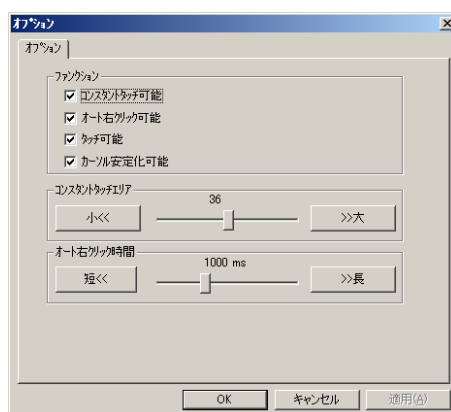 オプション
オプション
ファンクション
コンスタントタッチ可能
オート右クリック可能
タッチ可能
カーソル安定化可能
コンスタントタッチエリア
36
小<< >>大
オート右クリック時間
1000 ms
短<< >>長
OK キャンセル 適用(A)